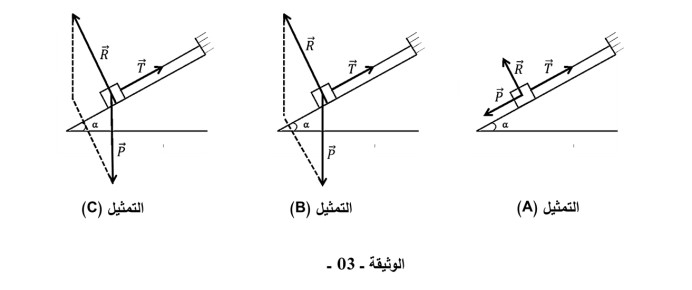 R⃗
T⃗
α
P⃗
R⃗
T⃗
α
P⃗
R⃗
T⃗
P⃗
α
التمثيل (C)
التمثيل (B)
التمثيل (A)
الوثيقة - 03 -